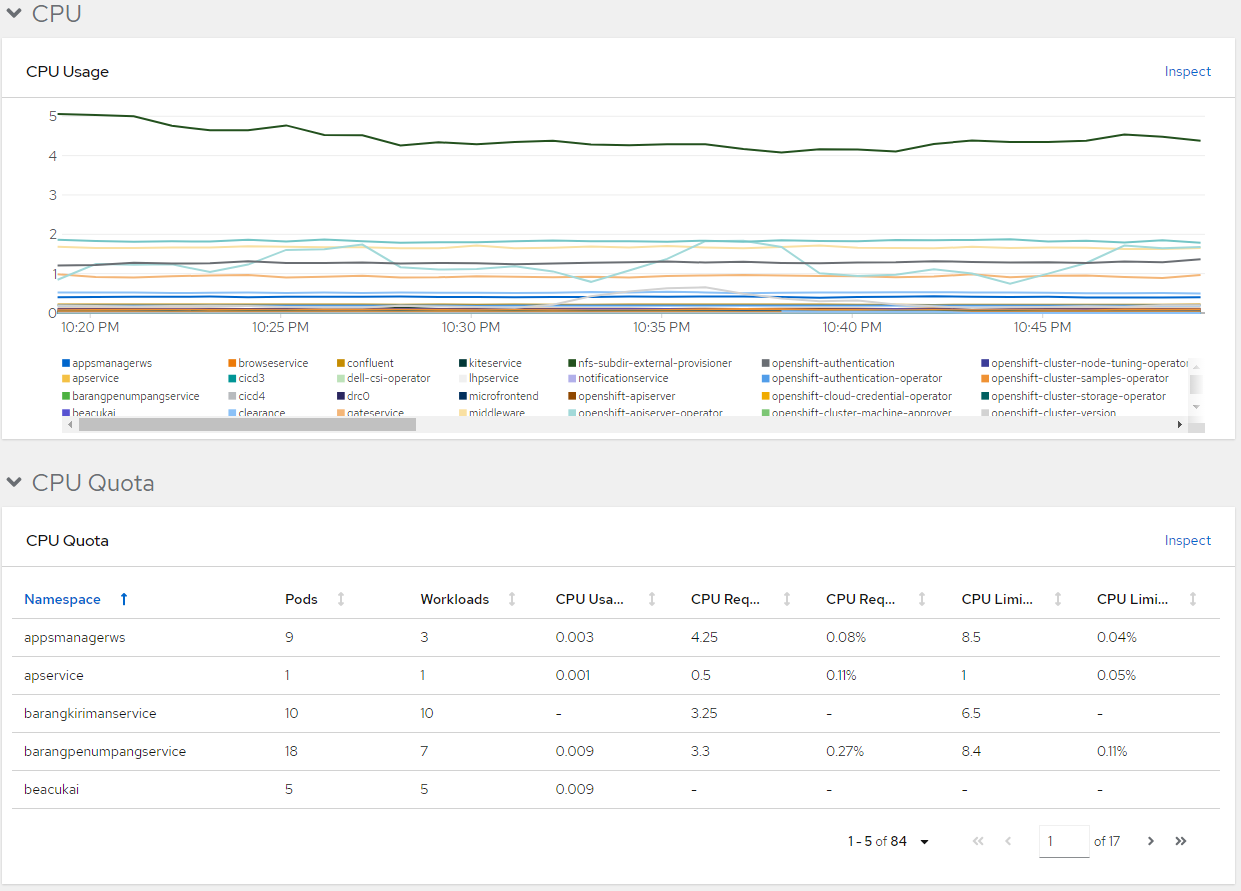 CPU
CPU Usage Inspect
5
4
3
2
1
0
10:20 PM 10:25 PM 10:30 PM 10:35 PM 10:40 PM 10:45 PM
appsmanagerws browseservice confluent kiteservice nfs-subdir-external-provisioner openshift-authentication openshift-cluster-node-tuning-operator
apservice cicd3 dell-csi-operator lhpservice notificationservice openshift-authentication-operator openshift-cluster-samples-operator
barangpenumpangservice cicd4 drc0 microfrontend openshift-apiserver openshift-cloud-credential-operator openshift-cluster-storage-operator
beacukai clearance gateservice middleware openshift-apiserver-operator openshift-cluster-machine-approver openshift-cluster-version
CPU Quota
CPU Quota Inspect
Namespace Pods Workloads CPU Usa... CPU Req... CPU Req... CPU Limi... CPU Limi...
appsmanagerws 9 3 0.003 4.25 0.08% 8.5 0.04%
apservice 1 1 0.001 0.5 0.11% 1 0.05%
barangkirimanservice 10 10 - 3.25 - 6.5 -
barangpenumpangservice 18 7 0.009 3.3 0.27% 8.4 0.11%
beacukai 5 5 0.009 - - - -
1 - 5 of 84 1 of 17